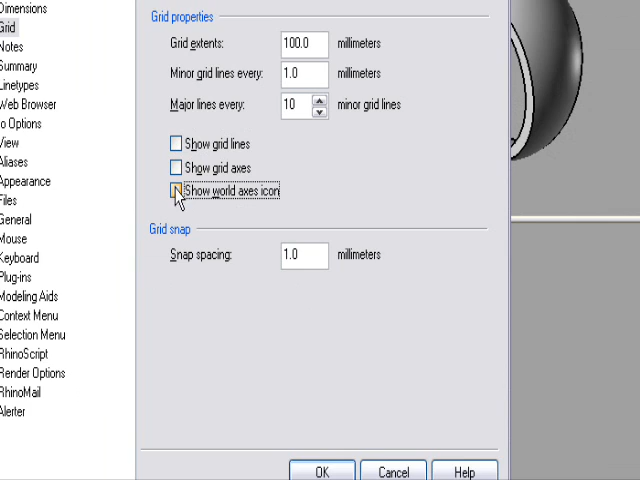 Dimensions
Grid
Notes
Summary
Linetypes
Web Browser
o Options
View
Aliases
Appearance
Files
General
Mouse
Keyboard
Plug-ins
Modeling Aids
Context Menu
Selection Menu
RhinoScript
Render Options
RhinoMail
Alerter
Grid properties
Grid extents: 100.0 millimeters
Minor grid lines every: 1.0 millimeters
Major lines every: 10 minor grid lines
Show grid lines
Show grid axes
Show world axes icon
Grid snap
Snap spacing: 1.0 millimeters
OK Cancel Help